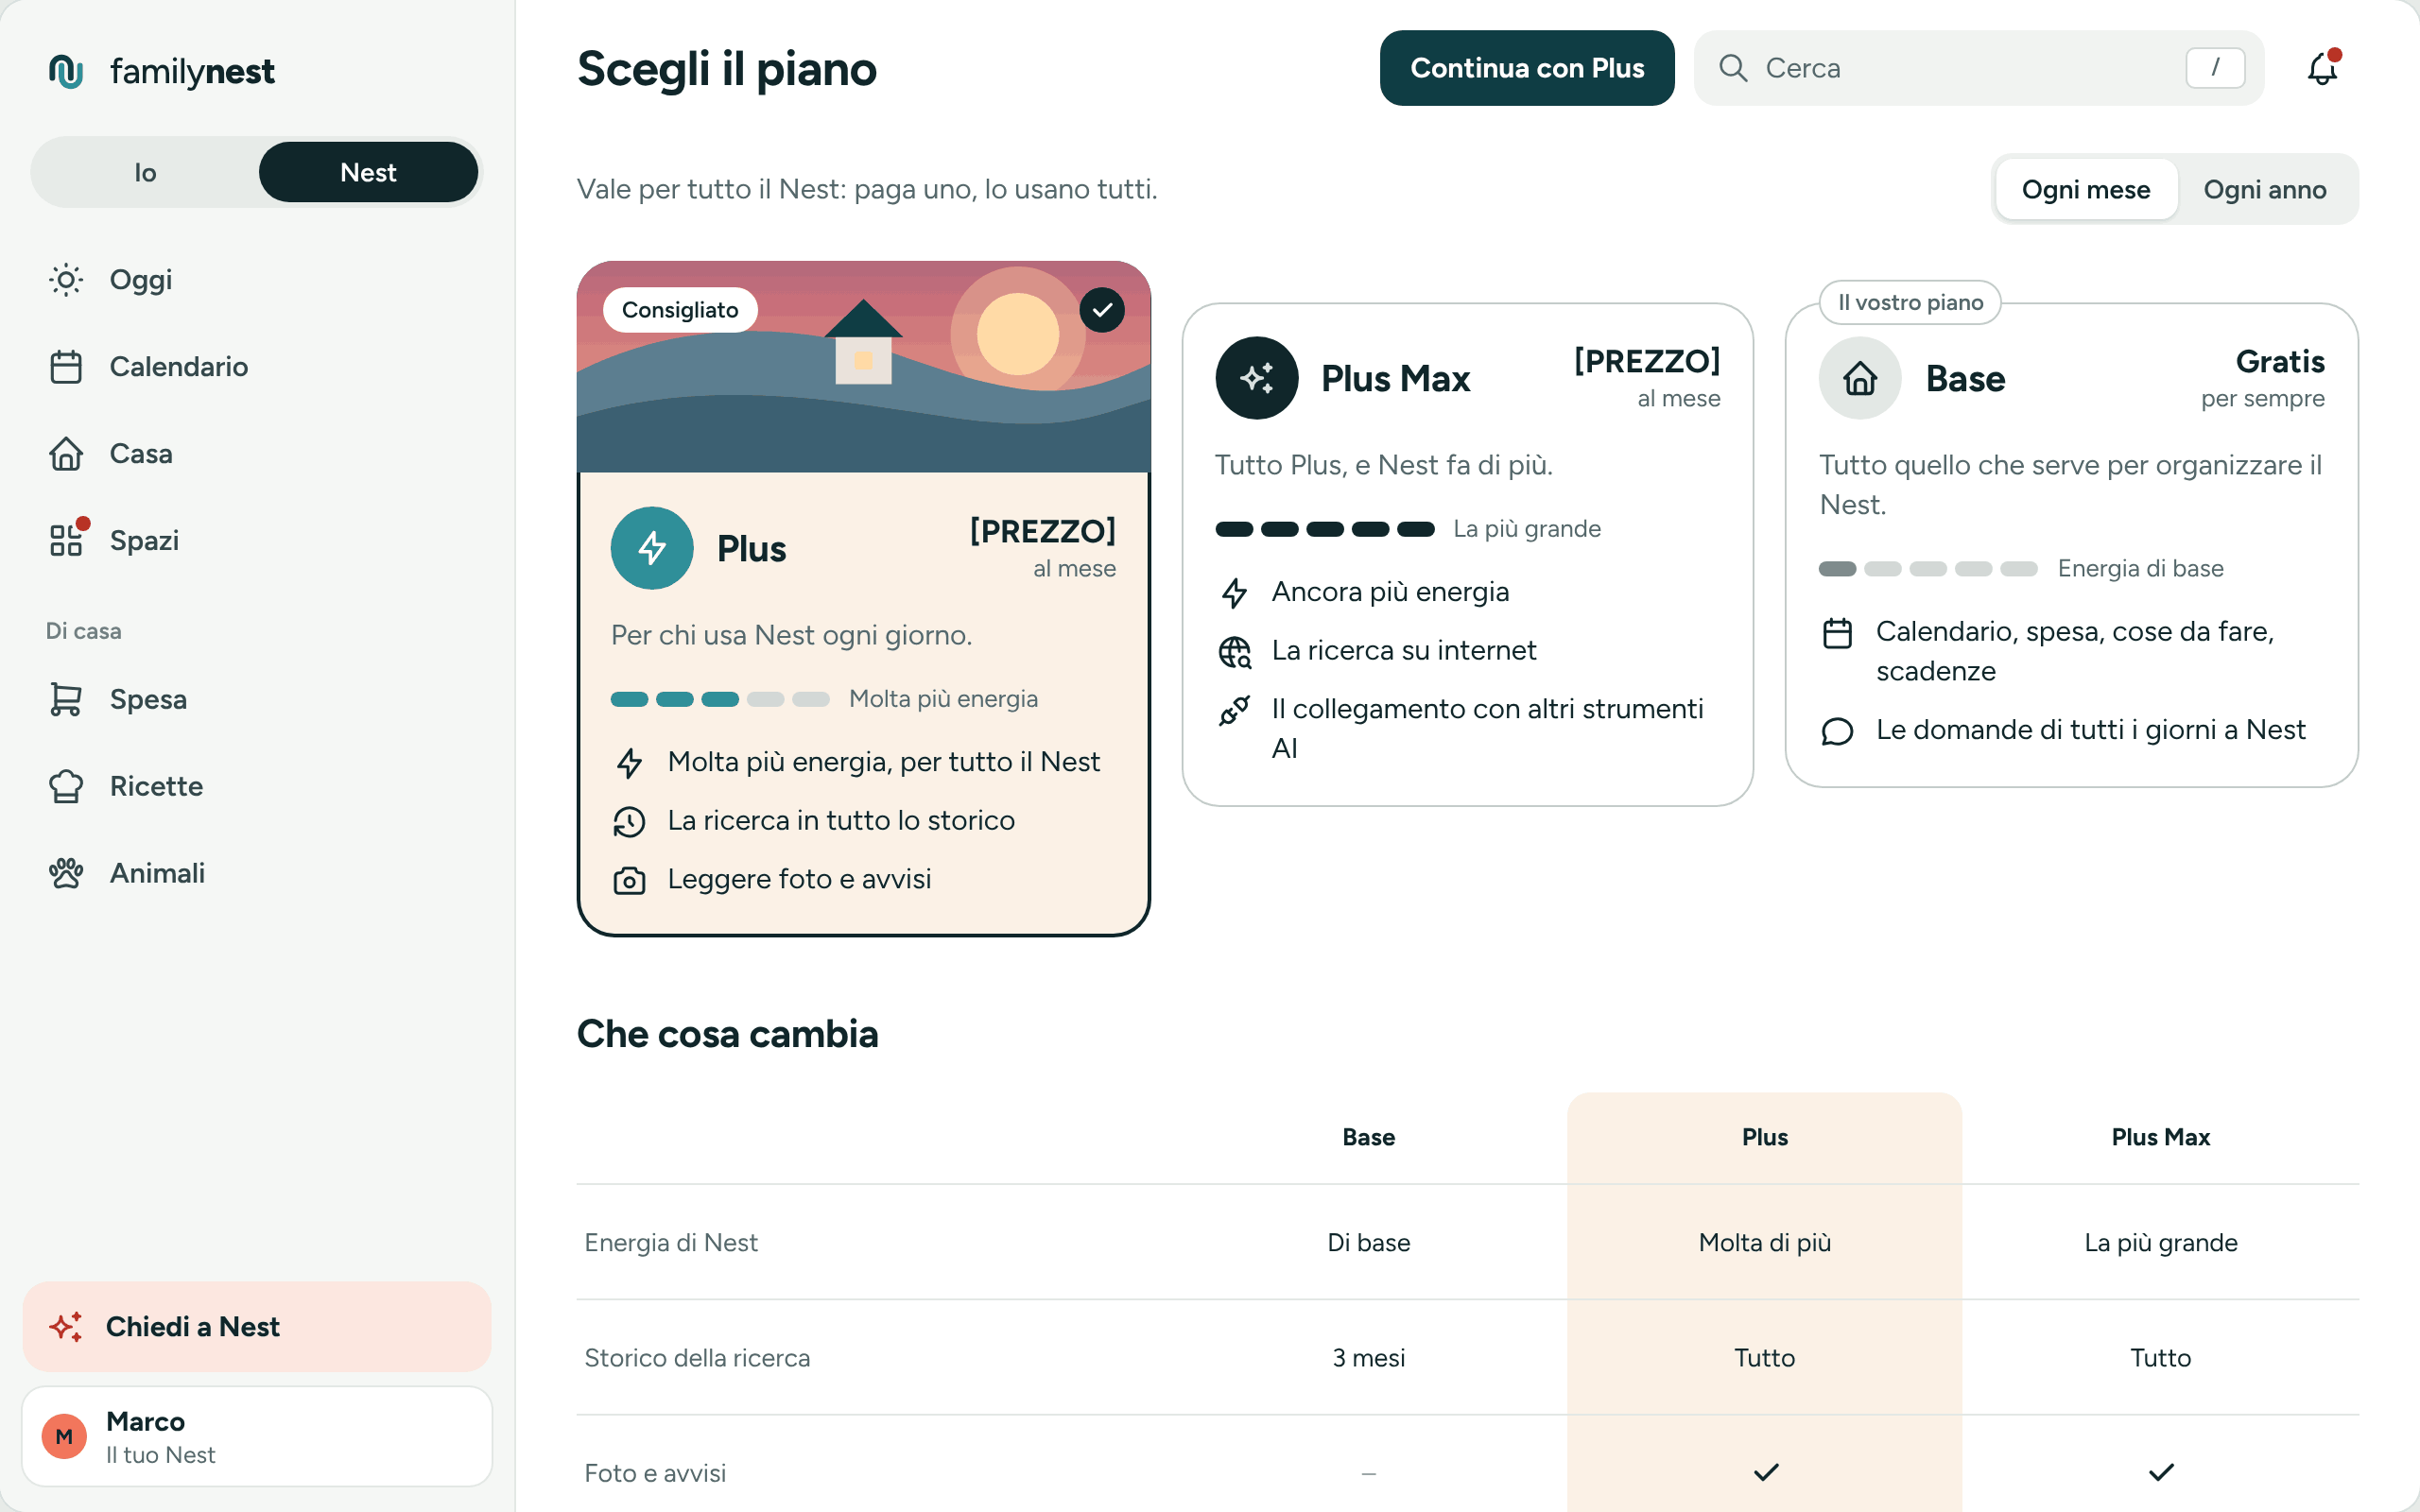 familynest
Io
Nest
Oggi
Calendario
Casa
Spazi
Di casa
Spesa
Ricette
Animali
Chiedi a Nest
M
Marco
Il tuo Nest
Scegli il piano
Continua con Plus
Cerca
/
Vale per tutto il Nest: paga uno, lo usano tutti.
Ogni mese
Ogni anno
Consigliato
Plus
[PREZZO]
al mese
Per chi usa Nest ogni giorno.
Molta più energia
Molta più energia, per tutto il Nest
La ricerca in tutto lo storico
Leggere foto e avvisi
Plus Max
[PREZZO]
al mese
Tutto Plus, e Nest fa di più.
La più grande
Ancora più energia
La ricerca su internet
Il collegamento con altri strumenti
AI
Il vostro piano
Base
Gratis
per sempre
Tutto quello che serve per organizzare il
Nest.
Energia di base
Calendario, spesa, cose da fare,
scadenze
Le domande di tutti i giorni a Nest
Che cosa cambia
Base
Plus
Plus Max
Energia di Nest
Di base
Molta di più
La più grande
Storico della ricerca
3 mesi
Tutto
Tutto
Foto e avvisi
–